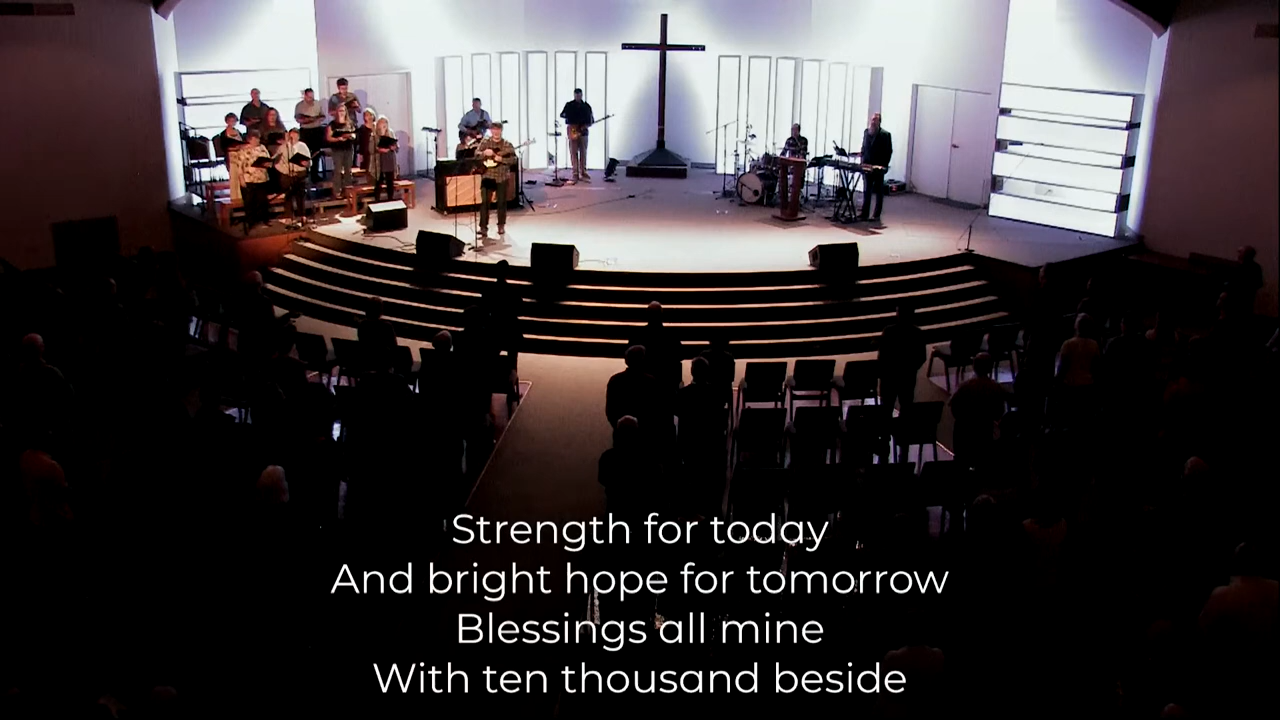 Strength for today
And bright hope for tomorrow
Blessings all mine
With ten thousand beside